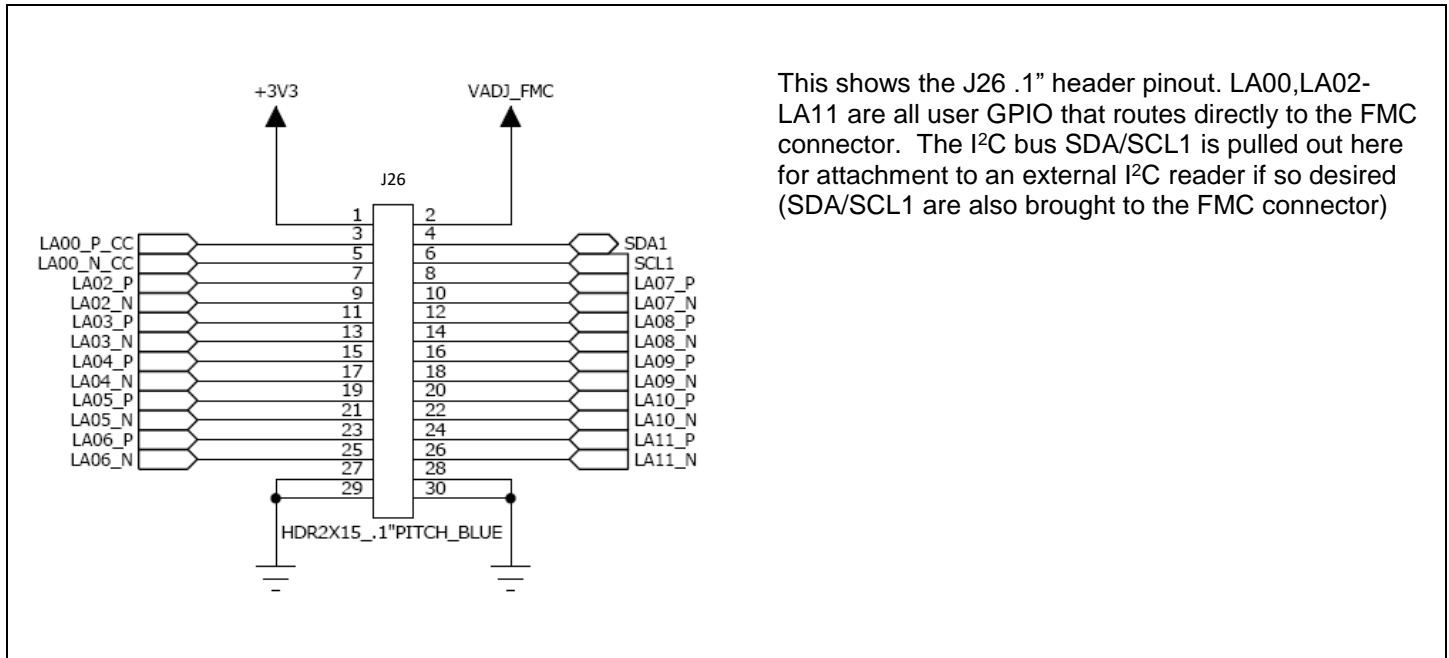 +3V3
VADJ_FMC
J26
1 2
3 4
LA00_P_CC SDA1
5 6
LA00_N_CC SCL1
7 8
LA02_P LA07_P
9 10
LA02_N LA07_N
11 12
LA03_P LA08_P
13 14
LA03_N LA08_N
15 16
LA04_P LA09_P
17 18
LA04_N LA09_N
19 20
LA05_P LA10_P
21 22
LA05_N LA10_N
23 24
LA06_P LA11_P
25 26
LA06_N LA11_N
27 28
29 30
HDR2X15_.1"PITCH_BLUE
This shows the J26 .1” header pinout. LA00,LA02-
LA11 are all user GPIO that routes directly to the FMC
connector. The I²C bus SDA/SCL1 is pulled out here
for attachment to an external I²C reader if so desired
(SDA/SCL1 are also brought to the FMC connector)